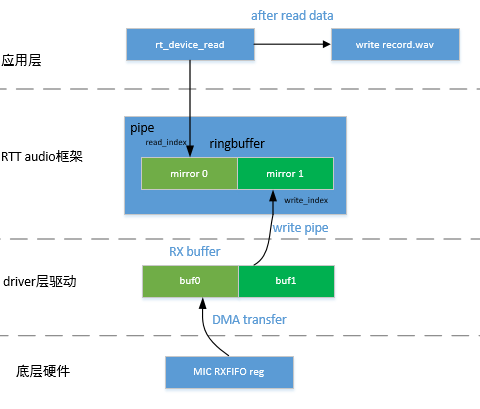 after read data
rt_device_read
write record.wav
应用层
pipe
read_index
ringbuffer
RTT audio框架
mirror 0
mirror 1
write_index
write pipe
RX buffer
driver层驱动
buf0
buf1
DMA transfer
底层硬件
MIC RXFIFO reg